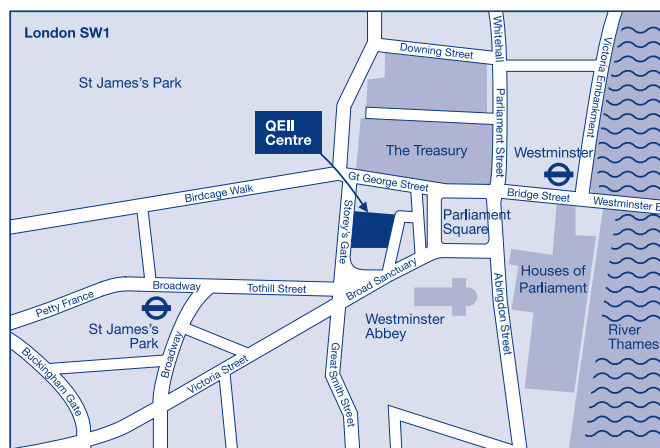 London SW1
Whitehall
Downing Street
Victoria Embankment
St James's Park
Parliament Street
QEII
Centre
The Treasury
Westminster
Gt George Street
Birdcage Walk
Bridge Street
Westminster B
Storey's Gate
Parliament
Square
Broad Sanctuary
Houses of
Parliament
Abingdon Street
Tothill Street
Broadway
Petty France
Westminster
Abbey
St James's
Park
River
Thames
Broadway
Great Smith Street
Victoria Street
Buckingham Gate